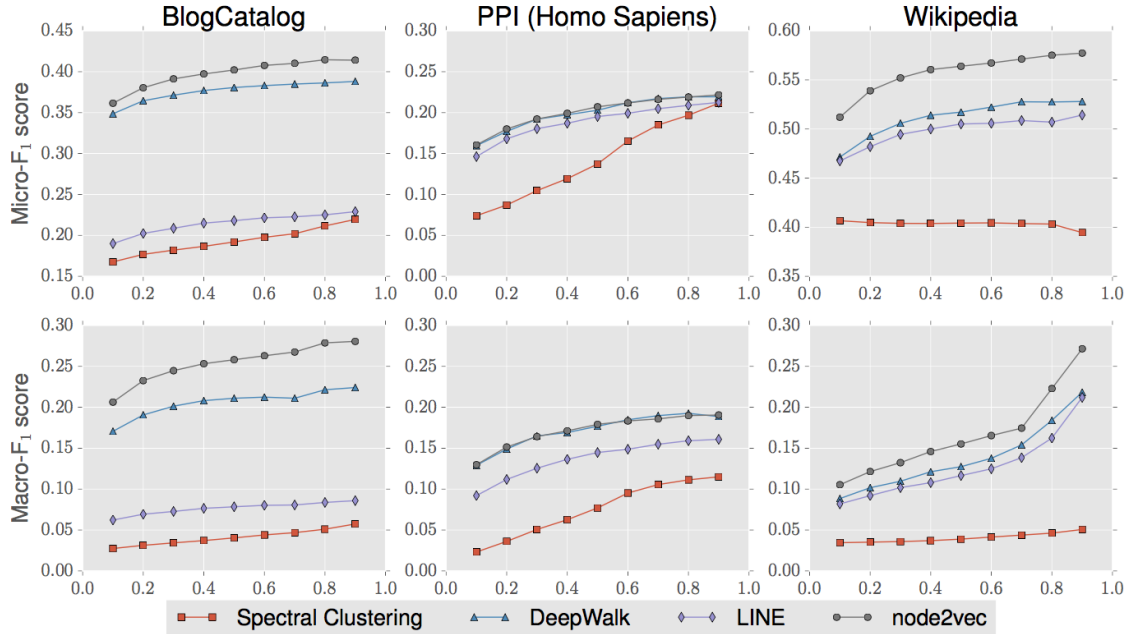 BlogCatalog PPI (Homo Sapiens) Wikipedia
Micro-F1 score
0.45 0.30 0.60
0.40 0.25 0.55
0.35 0.20 0.50
0.30 0.15 0.45
0.25 0.10 0.40
0.20 0.05 0.35
0.15 0.00
0.0 0.2 0.4 0.6 0.8 1.0 0.0 0.2 0.4 0.6 0.8 1.0 0.0 0.2 0.4 0.6 0.8 1.0
Macro-F1 score
0.30 0.30 0.30
0.25 0.25 0.25
0.20 0.20 0.20
0.15 0.15 0.15
0.10 0.10 0.10
0.05 0.05 0.05
0.00 0.00 0.00
0.0 0.2 0.4 0.6 0.8 1.0 0.0 0.2 0.4 0.6 0.8 1.0 0.0 0.2 0.4 0.6 0.8 1.0
Spectral Clustering DeepWalk LINE node2vec